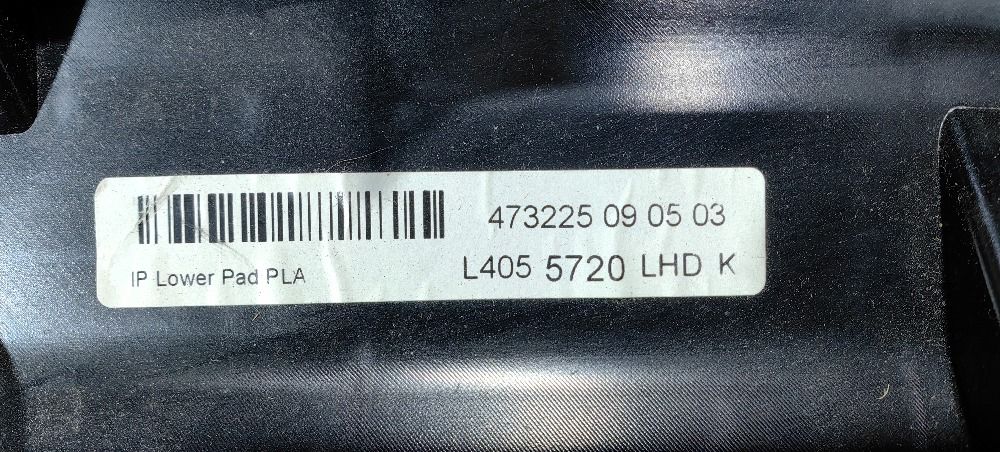 473225 09 05 03
IP Lower Pad PLA
L405 5720 LHD K